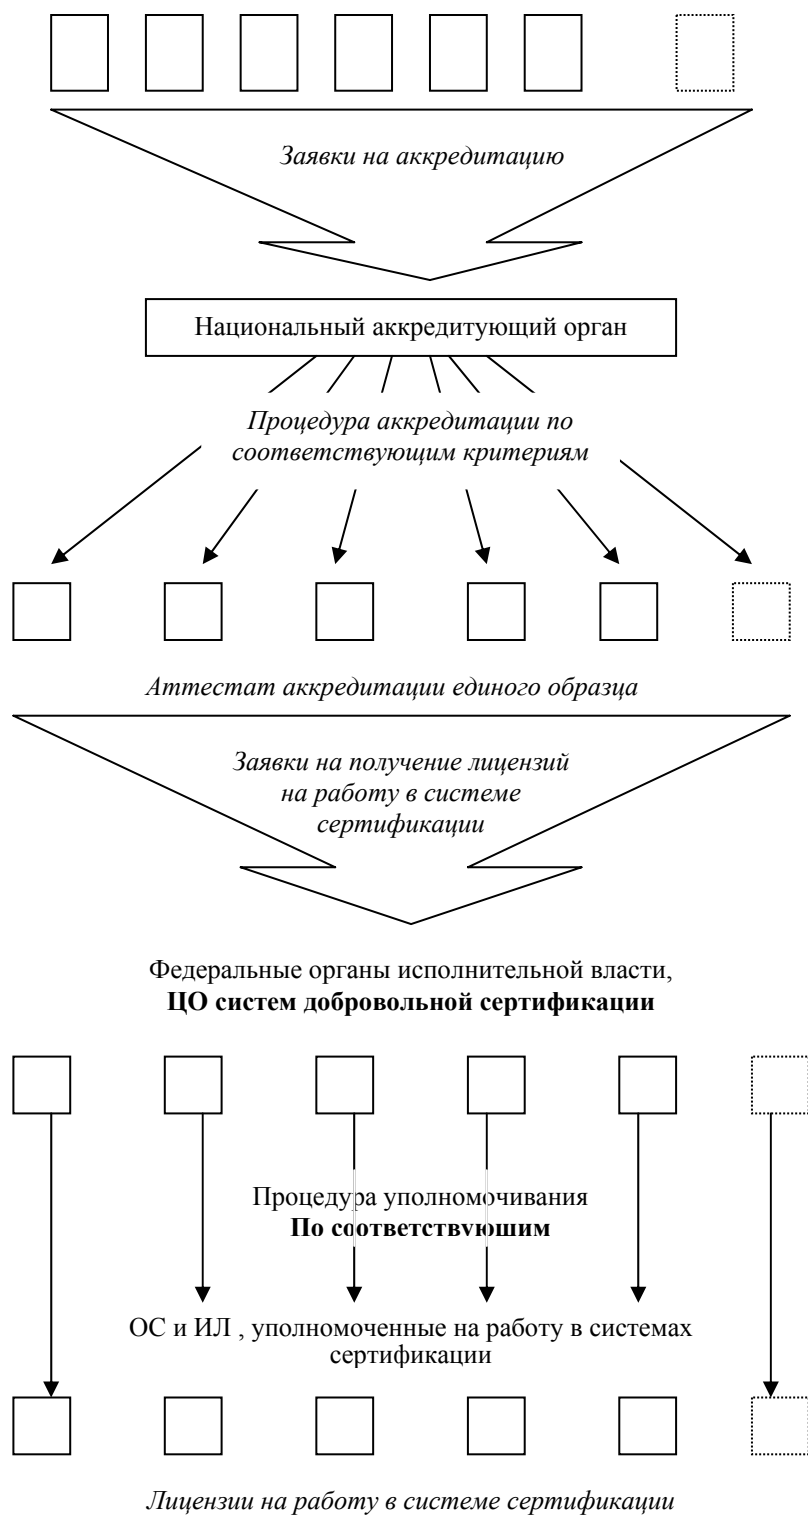 Заявки на аккредитацию
Национальный аккредитующий орган
Процедура аккредитации по
соответствующим критериям
Аттестат аккредитации единого образца
Заявки на получение лицензий
на работу в системе
сертификации
Федеральные органы исполнительной власти,
ЦО систем добровольной сертификации
Процедура уполномочивания
По соответствующим
ОС и ИЛ , уполномоченные на работу в системах
сертификации
Лицензии на работу в системе сертификации